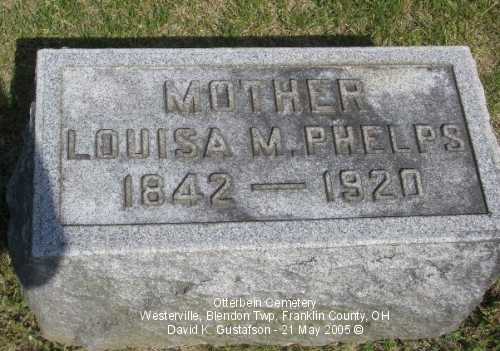 MOTHER
LOUISA M. PHELPS
1842 — 1920
Otterbein Cemetery
Westerville, Blendon Twp, Franklin County, OH
David K. Gustafson - 21 May 2005 ©